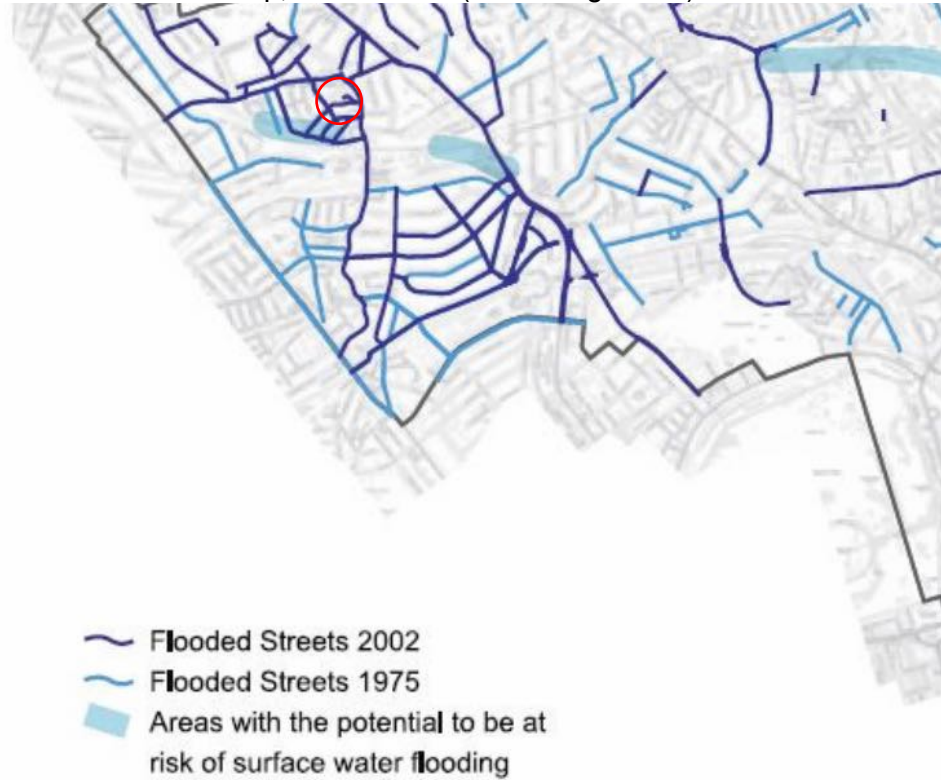 Flooded Streets 2002
Flooded Streets 1975
Areas with the potential to be at
risk of surface water flooding